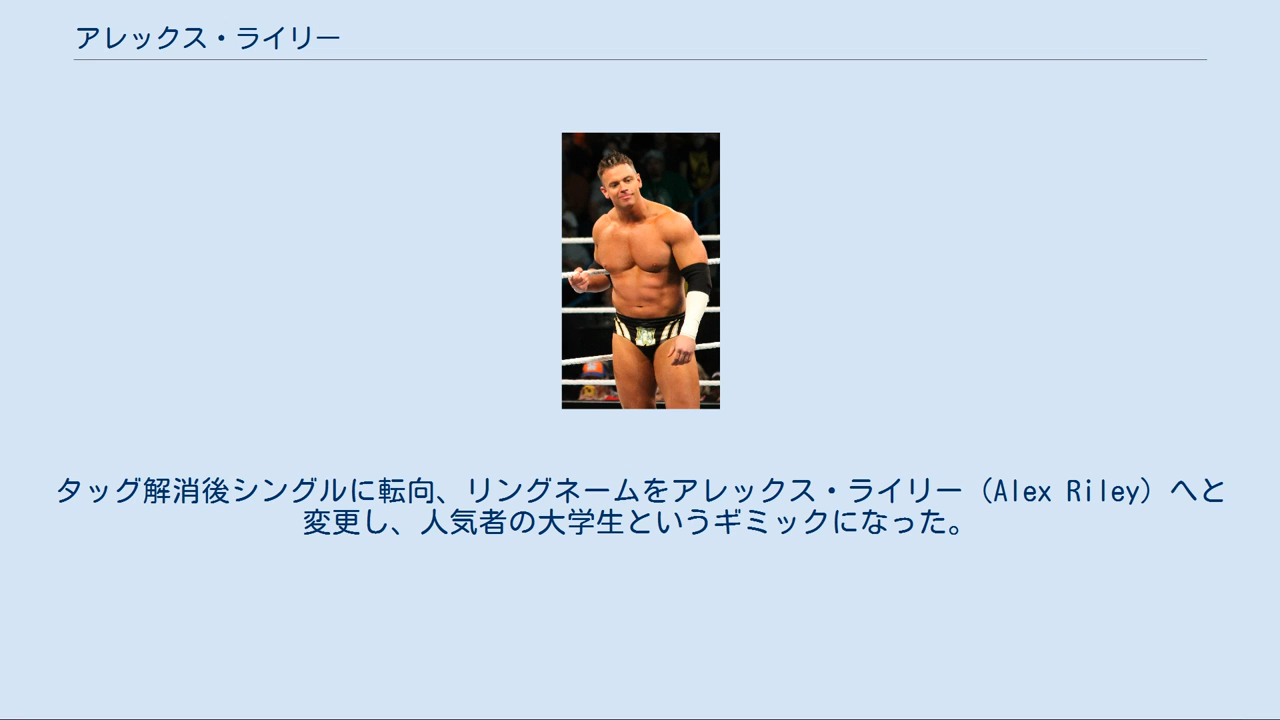 アレックス・ライリー
タッグ解消後シングルに転向、リングネームをアレックス・ライリー（Alex Riley）へと
変更し、人気者の大学生というギミックになった。